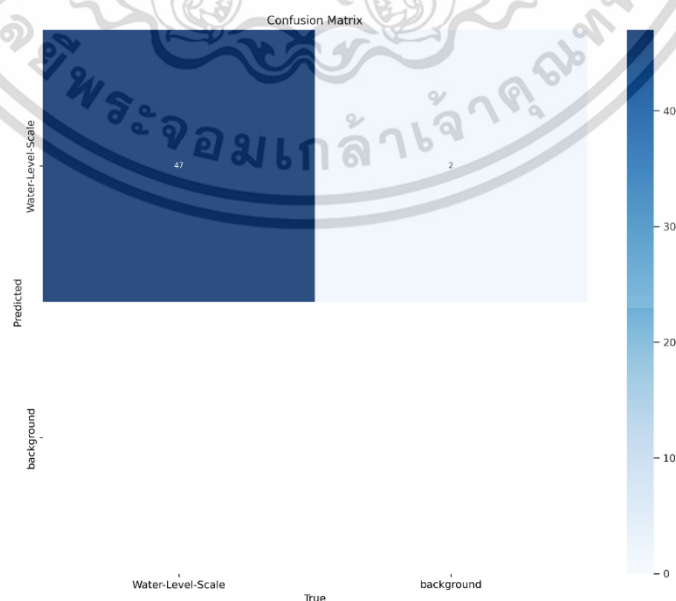 Confusion Matrix
พระจอมเกล้าเจ้าคุณ
Water-Level-Scale
47
2
40
30
Predicted
20
background
10
0
Water-Level-Scale
background
True